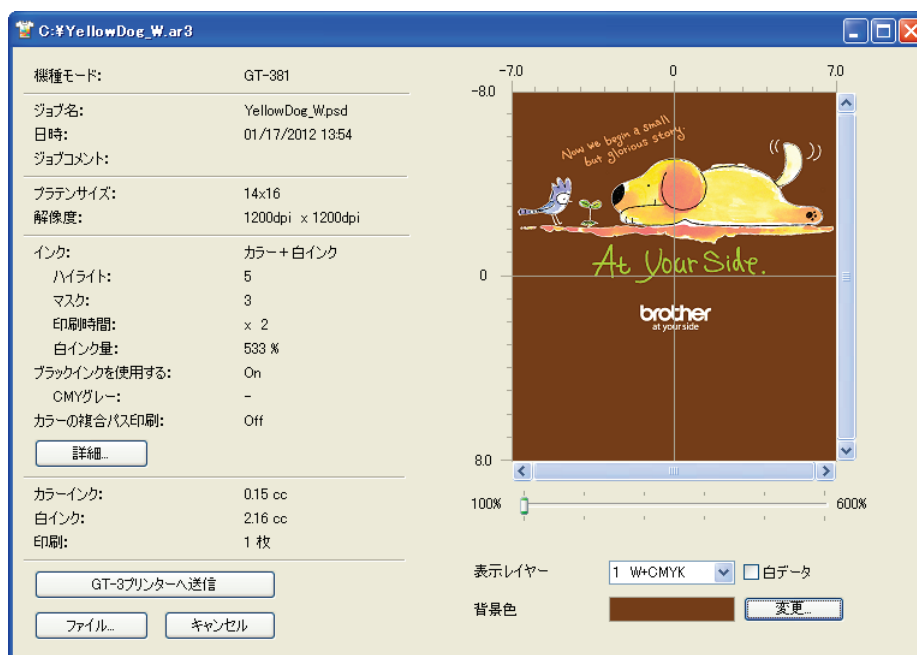 C:¥YellowDog_W.ar3
機種モード: GT-381
ジョブ名: YellowDog_W.psd
日時: 01/17/2012 13:54
ジョブコメント:
プラテンサイズ: 14x16
解像度: 1200dpi x 1200dpi
インク: カラー+白インク
ハイライト: 5
マスク: 3
印刷時間: x 2
白インク量: 533 %
ブラックインクを使用する: On
CMYグレー: -
カラーの複合パス印刷: Off
詳細...
カラーインク: 0.15 cc
白インク: 2.16 cc
印刷: 1 枚
GT-3プリンターへ送信
ファイル... キャンセル
-7.0 0 7.0
-8.0
0
8.0
Now we begin a small
but glorious story.
At your Side.
brother
at your side
100% 600%
表示レイヤー 1 W+CMYK 白データ
背景色 変更...